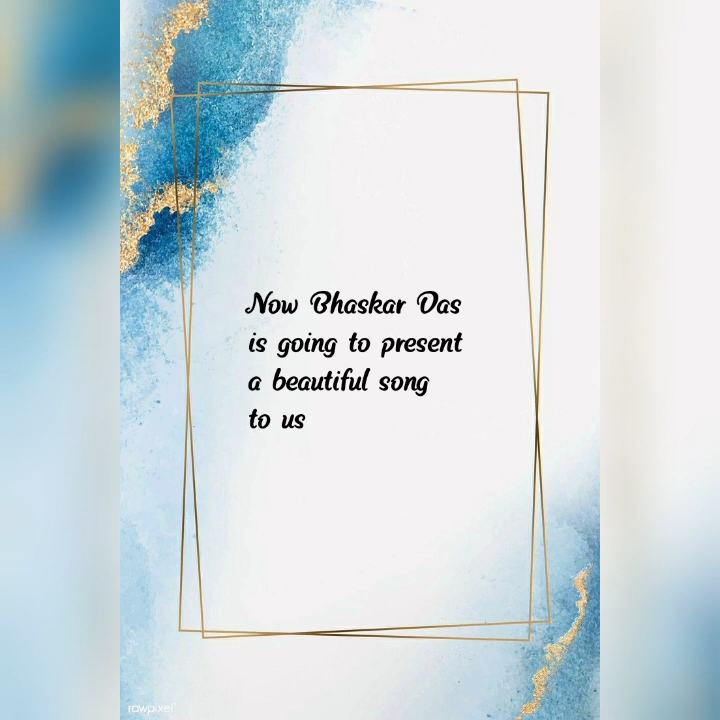 Now Bhaskar Das
is going to present
a beautiful song
to us
rawpixel